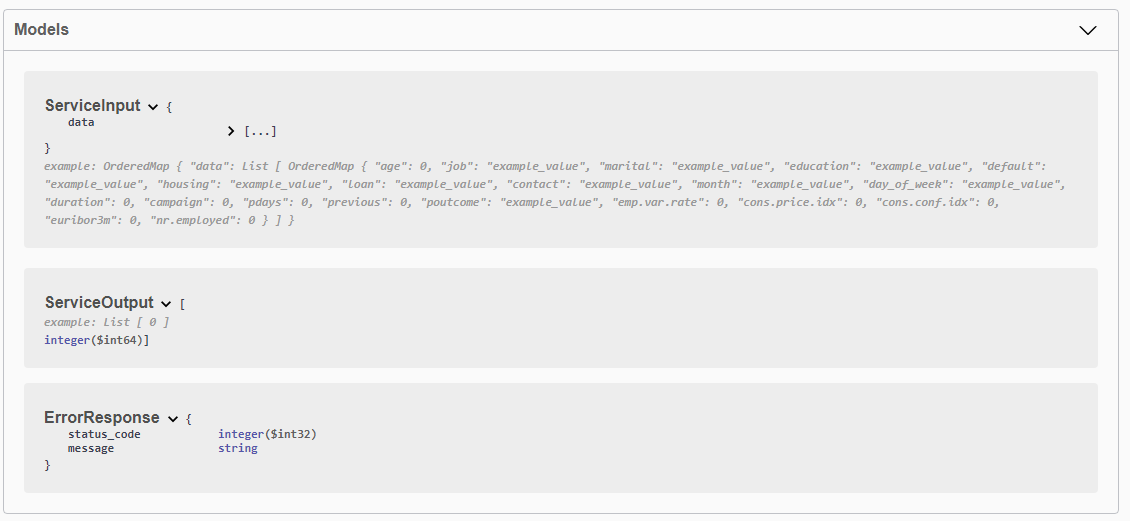 Models
ServiceInput {
data
[...]
}
example: OrderedMap { "data": List [ OrderedMap { "age": 0, "job": "example_value", "marital": "example_value", "education": "example_value", "default":
"example_value", "housing": "example_value", "loan": "example_value", "contact": "example_value", "month": "example_value", "day_of_week": "example_value",
"duration": 0, "campaign": 0, "pdays": 0, "previous": 0, "poutcome": "example_value", "emp.var.rate": 0, "cons.price.idx": 0, "cons.conf.idx": 0,
"euribor3m": 0, "nr.employed": 0 } ] }
ServiceOutput [
example: List [ 0 ]
integer($int64)]
ErrorResponse {
status_code integer($int32)
message string
}